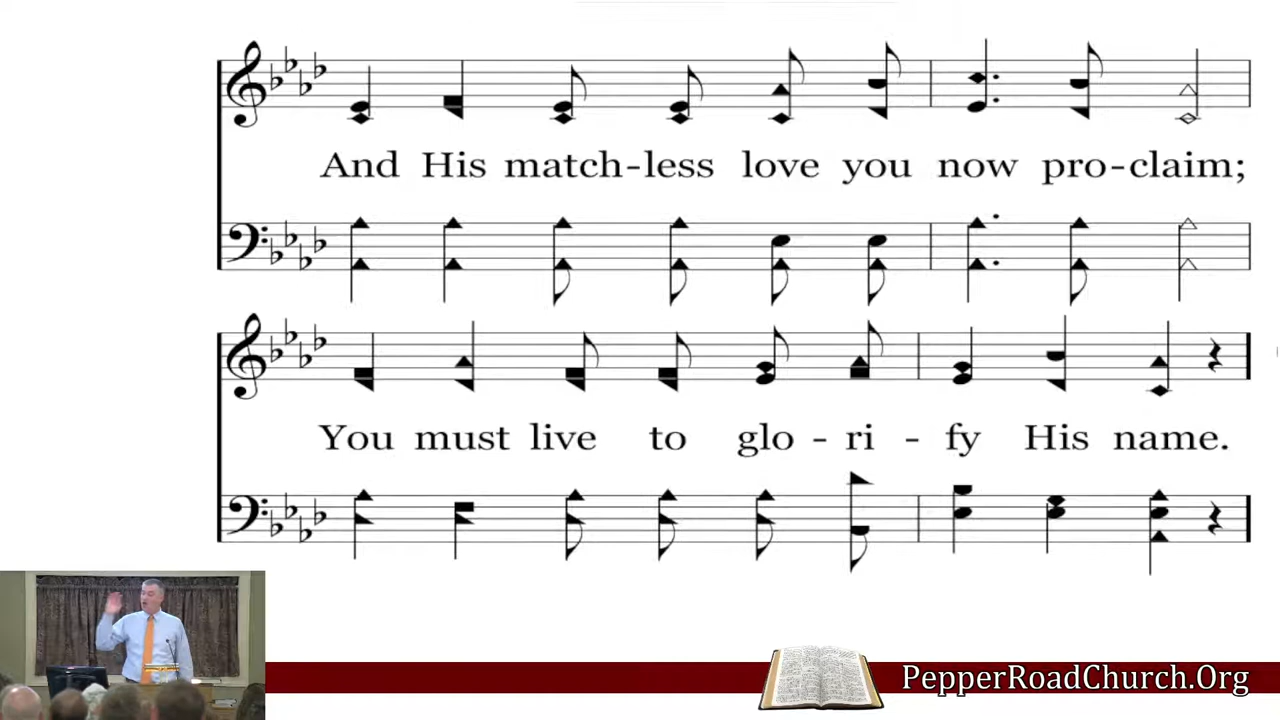 And His match-less love you now pro-claim;
You must live to glo - ri - fy His name.
PepperRoadChurch.Org